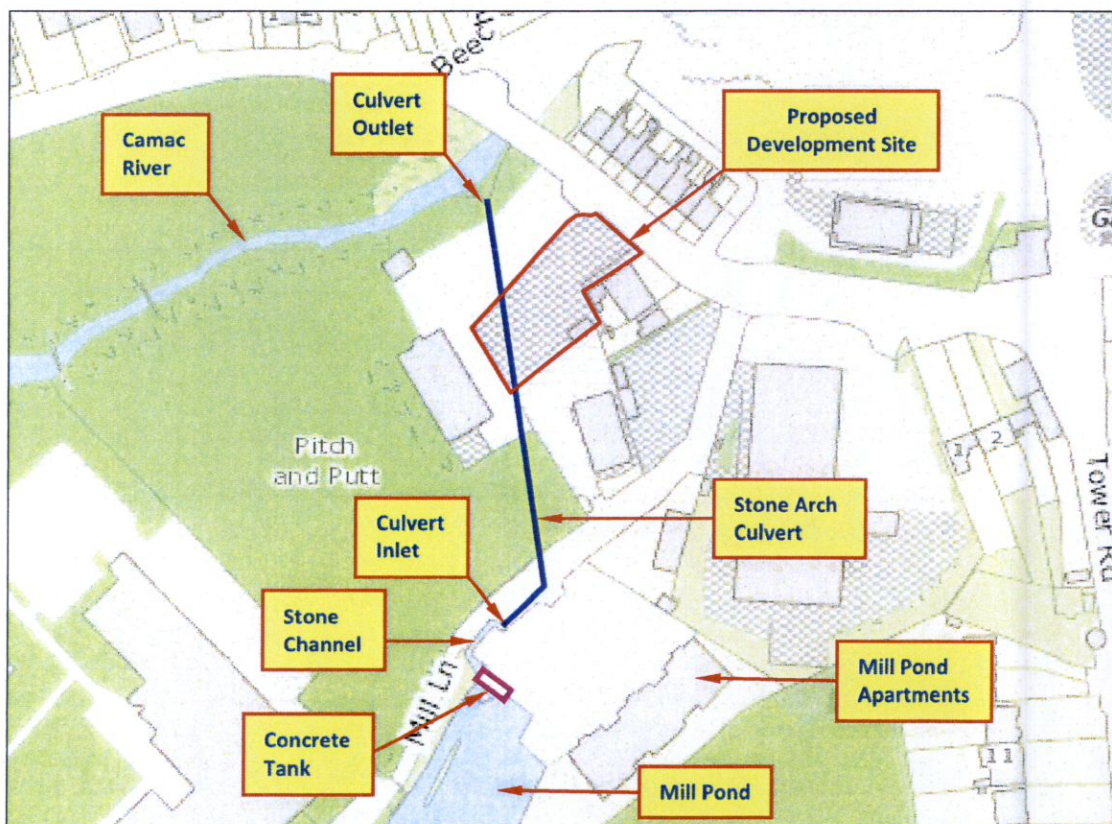 Beech
Culvert
Outlet
Camac
River
Proposed
Development Site
G
Pitch
and Putt
Culvert
Inlet
Stone Arch
Culvert
1 2
Tower Rd
Stone
Channel
Mill Ln
Mill Pond
Apartments
Concrete
Tank
Mill Pond
11